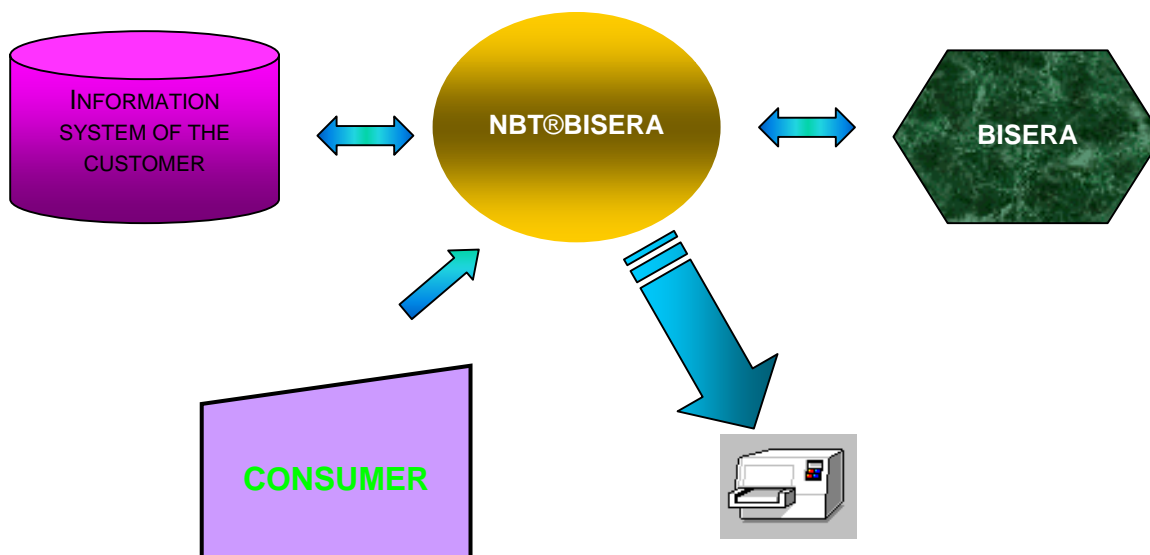 INFORMATION
SYSTEM OF THE
CUSTOMER
NBT®BISERA
BISERA
CONSUMER